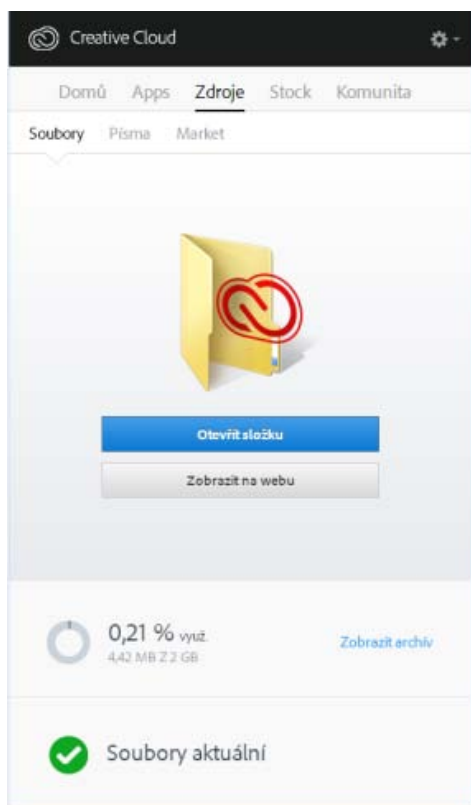 Creative Cloud
Domů Apps Zdroje Stock Komunita
Soubory Písma Market
Otevřít složku
Zobrazit na webu
0,21 % využ.
4,42 MB Z 2 GB
Zobrazit archív
Soubory aktuální